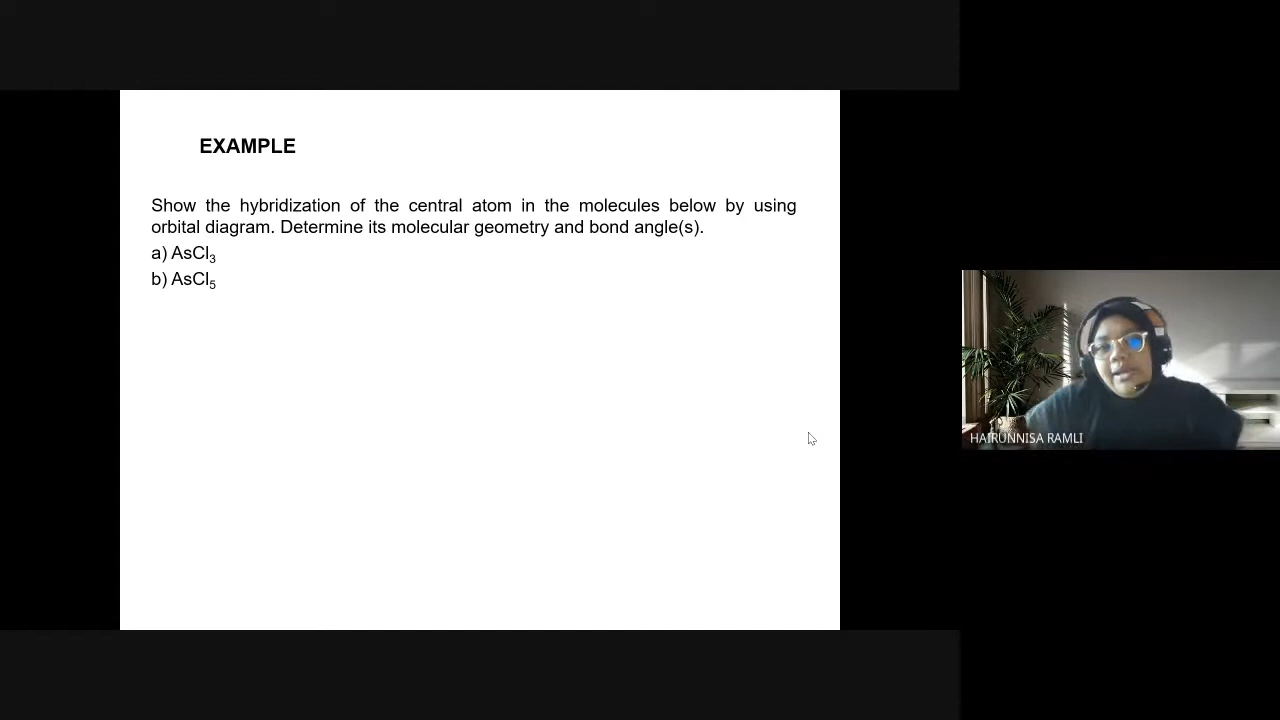 EXAMPLE
Show the hybridization of the central atom in the molecules below by using
orbital diagram. Determine its molecular geometry and bond angle(s).
a) AsCl₃
b) AsCl₅
HAIRUNNISA RAMLI